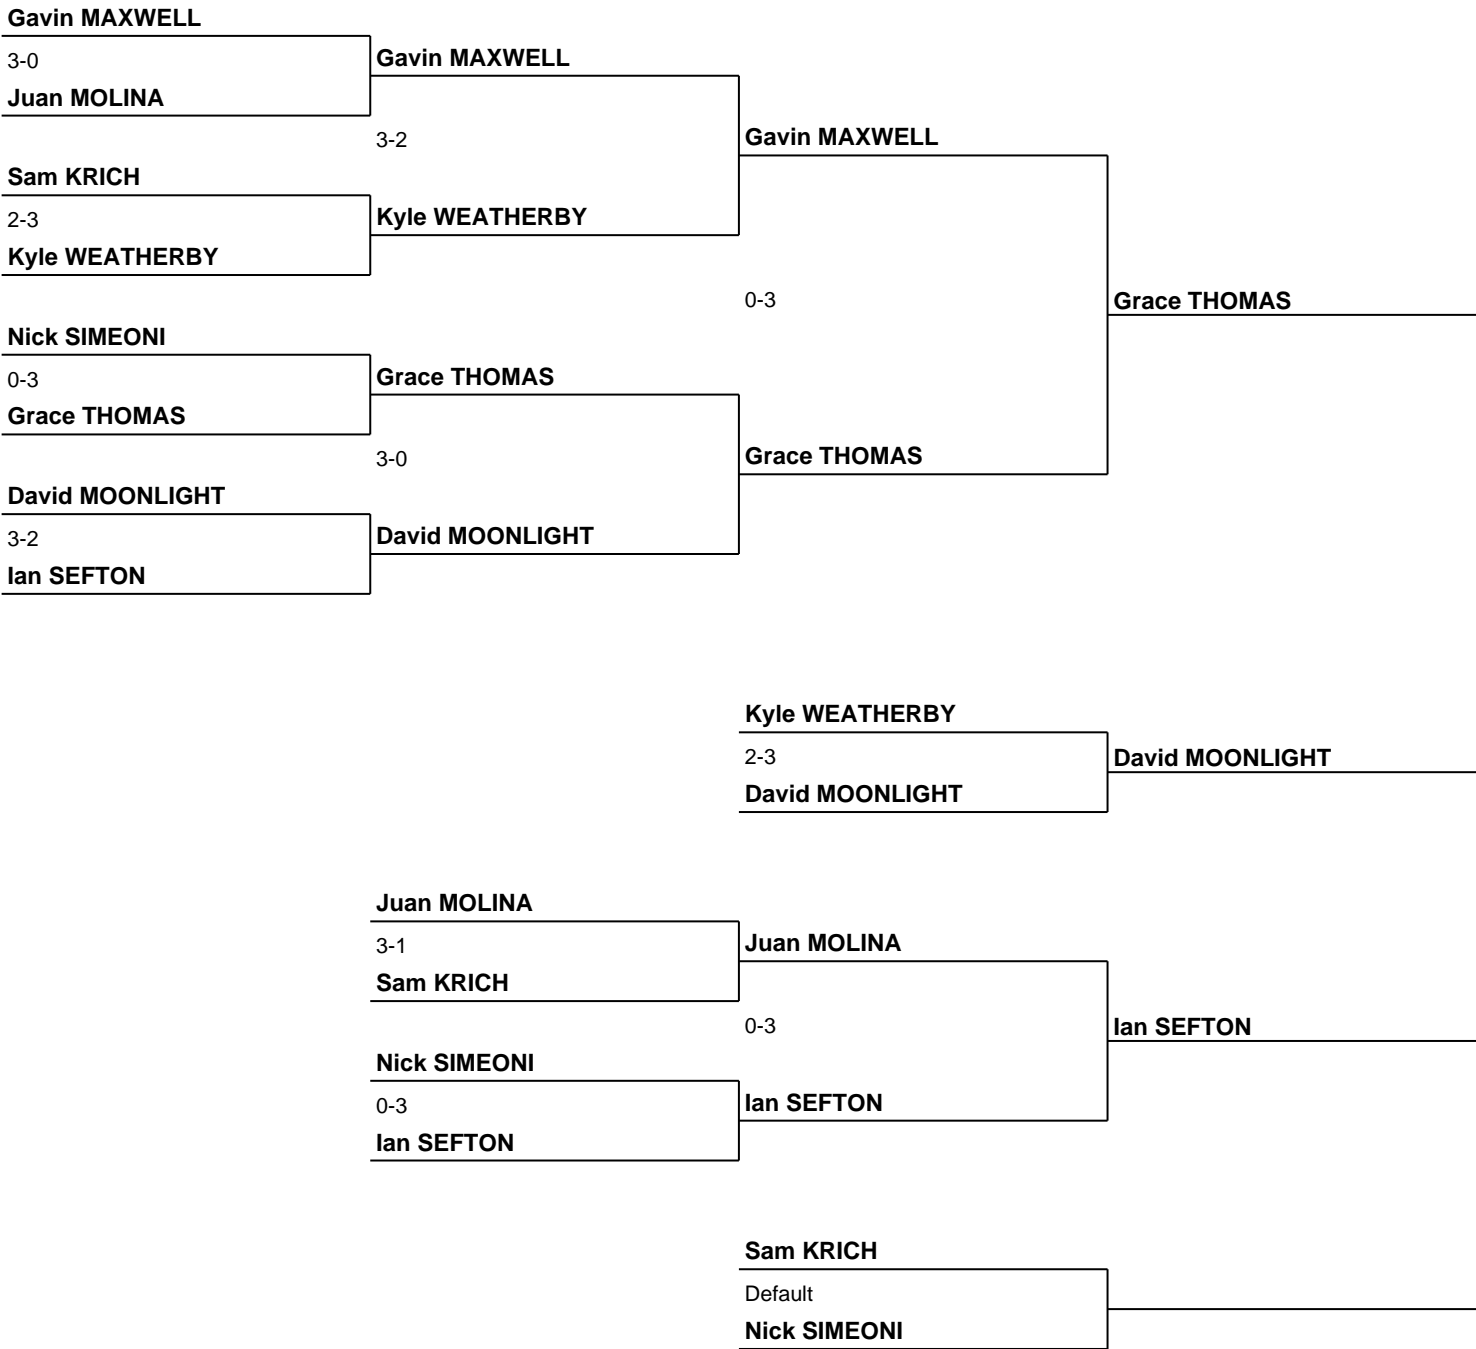 Gavin MAXWELL
3-0
Juan MOLINA
Gavin MAXWELL
3-2
Sam KRICH
2-3
Kyle WEATHERBY
Kyle WEATHERBY
Gavin MAXWELL
0-3
Grace THOMAS
Nick SIMEONI
0-3
Grace THOMAS
Grace THOMAS
3-0
Grace THOMAS
David MOONLIGHT
3-2
Ian SEFTON
David MOONLIGHT
Kyle WEATHERBY
2-3
David MOONLIGHT
David MOONLIGHT
Juan MOLINA
3-1
Sam KRICH
Juan MOLINA
0-3
Ian SEFTON
Nick SIMEONI
0-3
Ian SEFTON
Ian SEFTON
Sam KRICH
Default
Nick SIMEONI